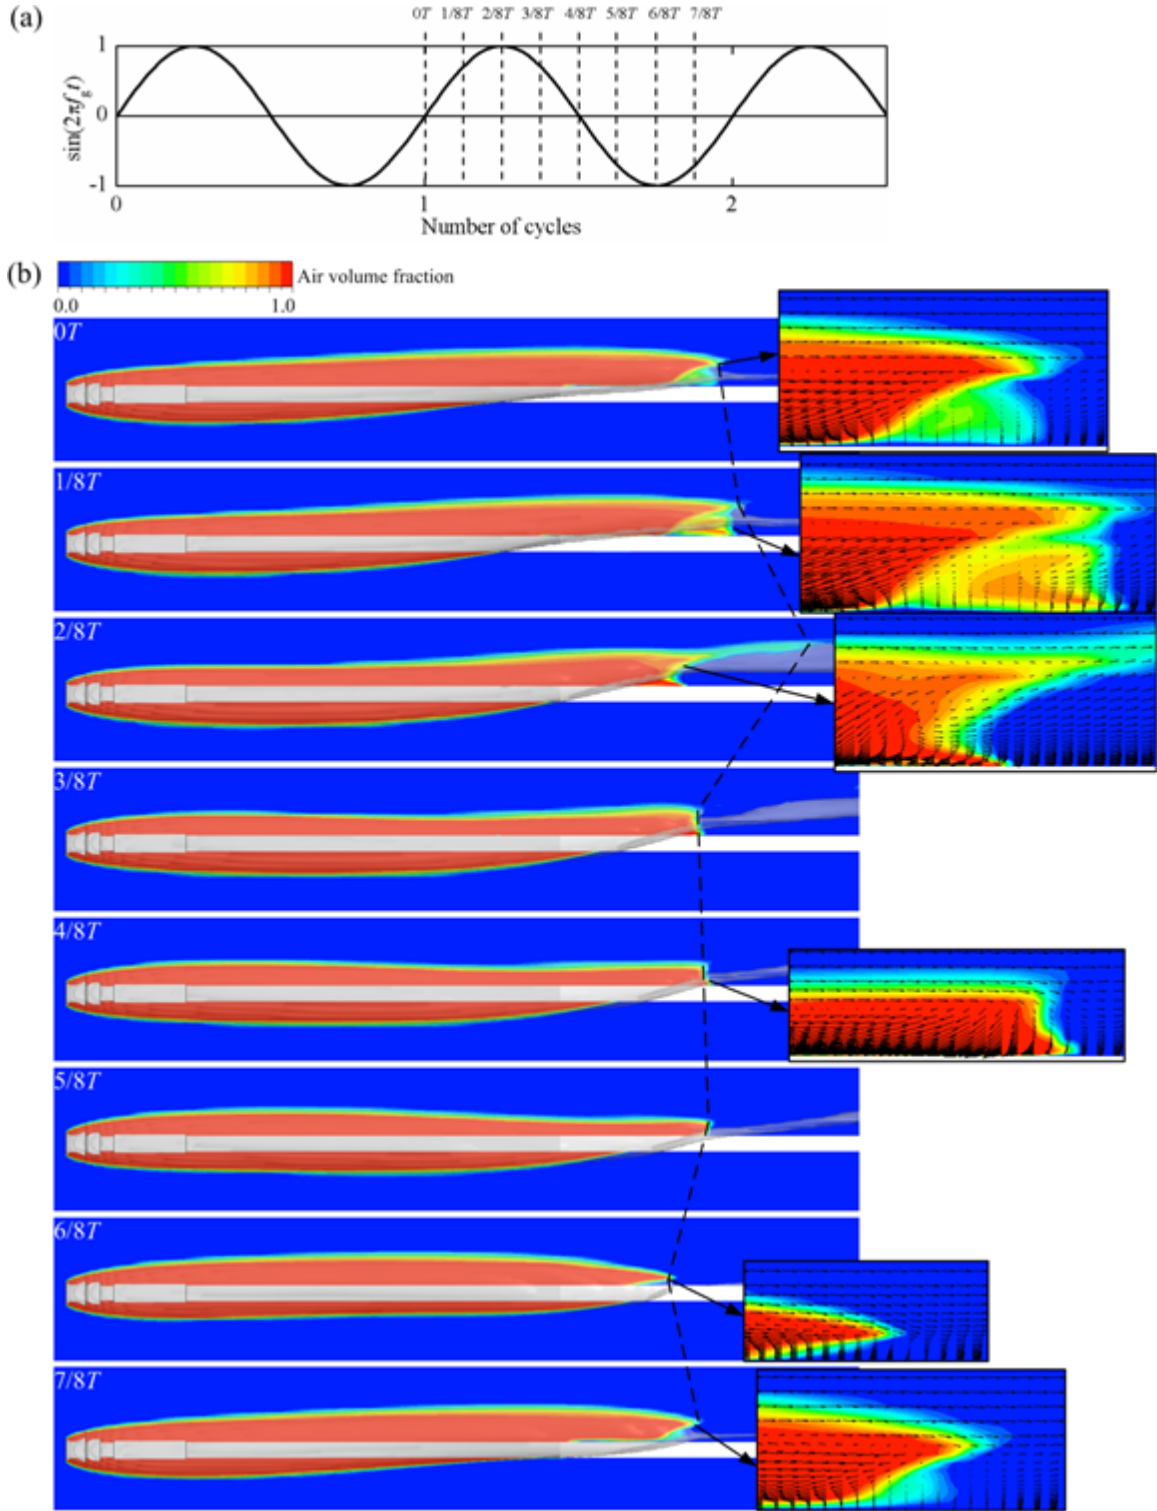 (a)
0T 1/8T 2/8T 3/8T 4/8T 5/8T 6/8T 7/8T
1
0
-1
sin(2πf_g t)
0 1 2
Number of cycles
(b)
Air volume fraction
0.0 1.0
0T
1/8T
2/8T
3/8T
4/8T
5/8T
6/8T
7/8T